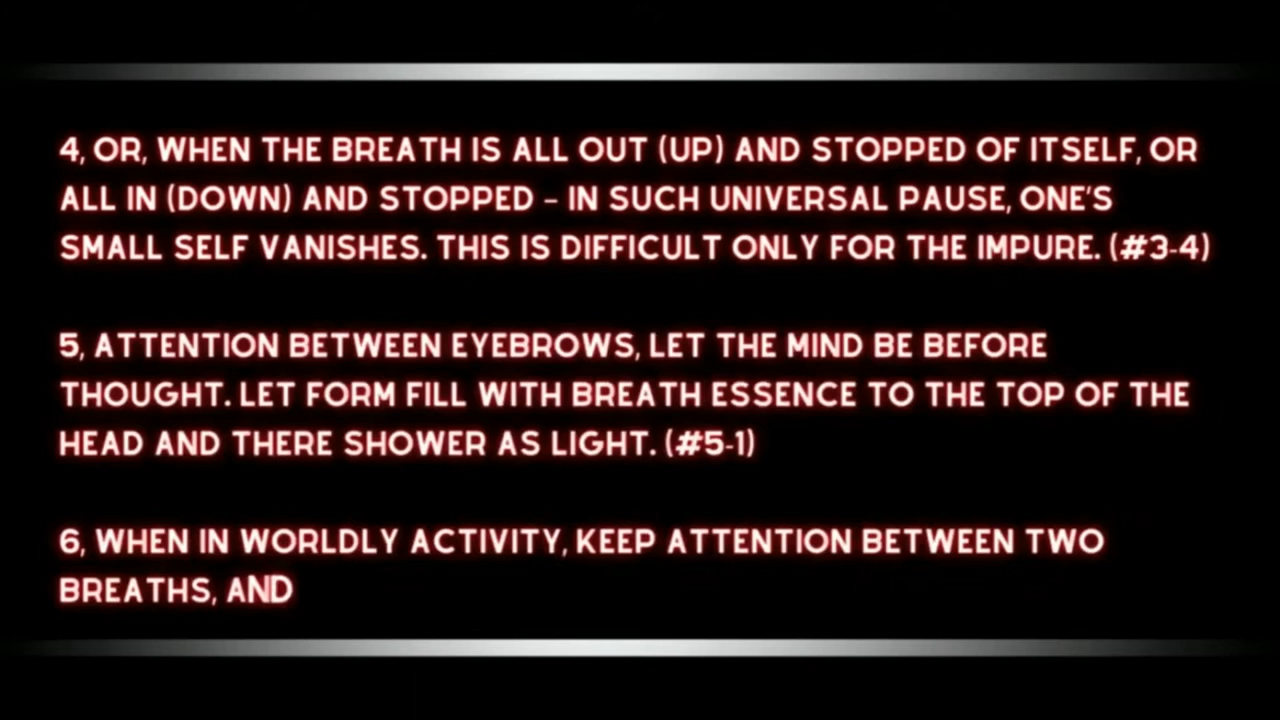 4, OR, WHEN THE BREATH IS ALL OUT (UP) AND STOPPED OF ITSELF, OR
ALL IN (DOWN) AND STOPPED – IN SUCH UNIVERSAL PAUSE, ONE'S
SMALL SELF VANISHES. THIS IS DIFFICULT ONLY FOR THE IMPURE. (#3-4)
5, ATTENTION BETWEEN EYEBROWS, LET THE MIND BE BEFORE
THOUGHT. LET FORM FILL WITH BREATH ESSENCE TO THE TOP OF THE
HEAD AND THERE SHOWER AS LIGHT. (#5-1)
6, WHEN IN WORLDLY ACTIVITY, KEEP ATTENTION BETWEEN TWO
BREATHS, AND